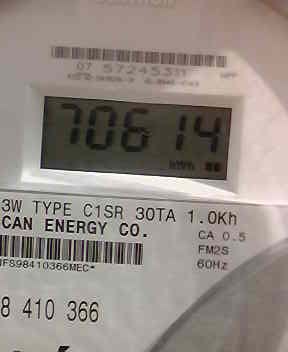 07 57245311
70614
kWh
3W TYPE C1SR 30TA 1.0Kh
CAN ENERGY CO.
CA 0.5
FM2S
60Hz
IFS98410366MEC*
8 410 366